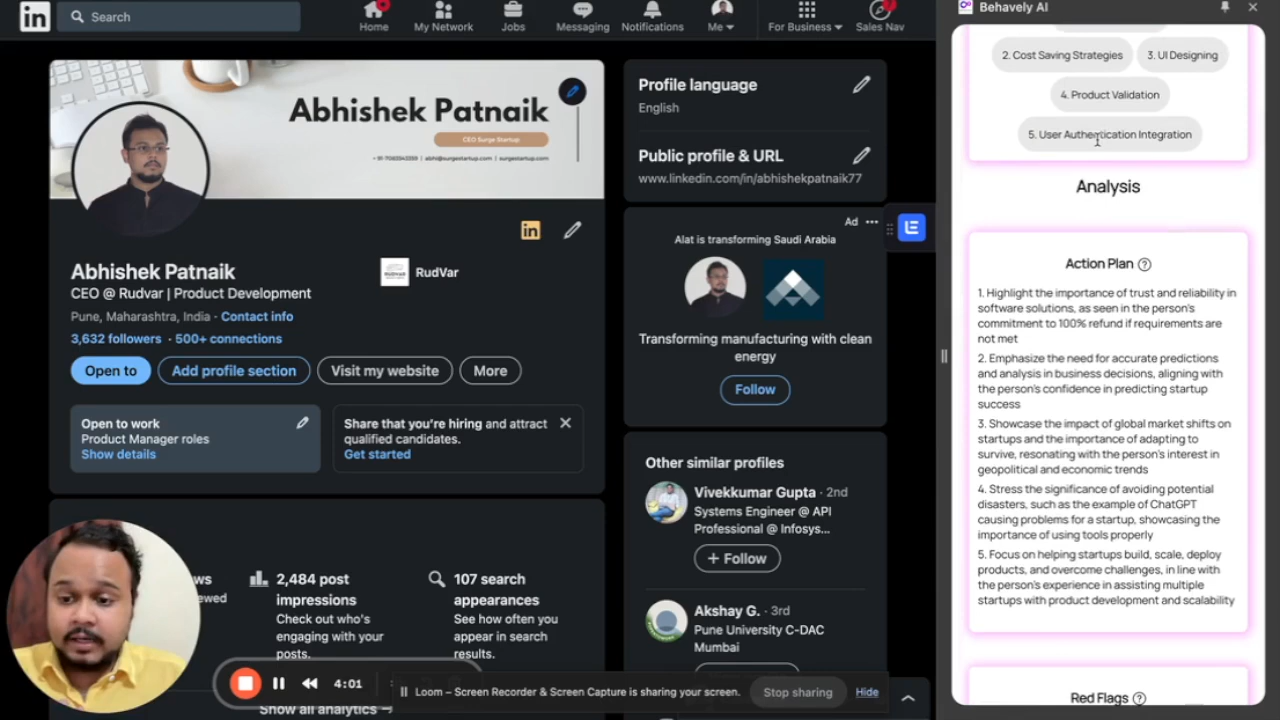 in
Search
Home
My Network
Jobs
Messaging
Notifications
Me
For Business
Sales Nav
Abhishek Patnaik
CEO Surge Startup
abhi@surgestartup.com | surgestartup.com
in
Abhishek Patnaik
RudVar
CEO @ Rudvar | Product Development
Pune, Maharashtra, India · Contact info
3,632 followers · 500+ connections
Open to
Add profile section
Visit my website
More
Open to work
Product Manager roles
Show details
Share that you're hiring and attract
qualified candidates.
Get started
2,484 post
impressions
Check out who's
engaging with your
posts.
107 search
appearances
See how often you
appear in search
results.
Show all analytics →
4:01
Loom – Screen Recorder & Screen Capture is sharing your screen.
Stop sharing
Hide
Profile language
English
Public profile & URL
www.linkedin.com/in/abhishekpatnaik77
Ad
Alat is transforming Saudi Arabia
Transforming manufacturing with clean
energy
Follow
Other similar profiles
Vivekkumar Gupta · 2nd
Systems Engineer @ API
Professional @ Infosys...
+ Follow
Akshay G. · 3rd
Pune University C-DAC
Mumbai
Behavely AI
2. Cost Saving Strategies
3. UI Designing
4. Product Validation
5. User Authentication Integration
Analysis
Action Plan
1. Highlight the importance of trust and reliability in
software solutions, as seen in the person's
commitment to 100% refund if requirements are
not met
2. Emphasize the need for accurate predictions
and analysis in business decisions, aligning with
the person's confidence in predicting startup
success
3. Showcase the impact of global market shifts on
startups and the importance of adapting to
survive, resonating with the person's interest in
geopolitical and economic trends
4. Stress the significance of avoiding potential
disasters, such as the example of ChatGPT
causing problems for a startup, showcasing the
importance of using tools properly
5. Focus on helping startups build, scale, deploy
products, and overcome challenges, in line with
the person's experience in assisting multiple
startups with product development and scalability
Red Flags